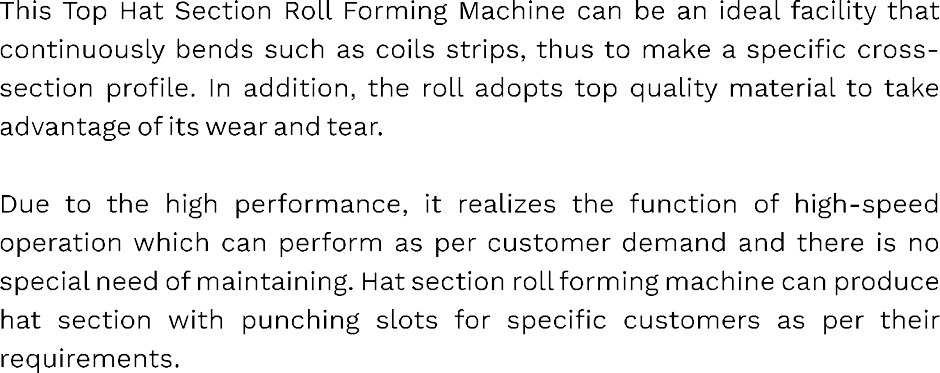 This Top Hat Section Roll Forming Machine can be an ideal facility that
continuously bends such as coils strips, thus to make a specific cross-
section profile. In addition, the roll adopts top quality material to take
advantage of its wear and tear.
Due to the high performance, it realizes the function of high-speed
operation which can perform as per customer demand and there is no
special need of maintaining. Hat section roll forming machine can produce
hat section with punching slots for specific customers as per their
requirements.